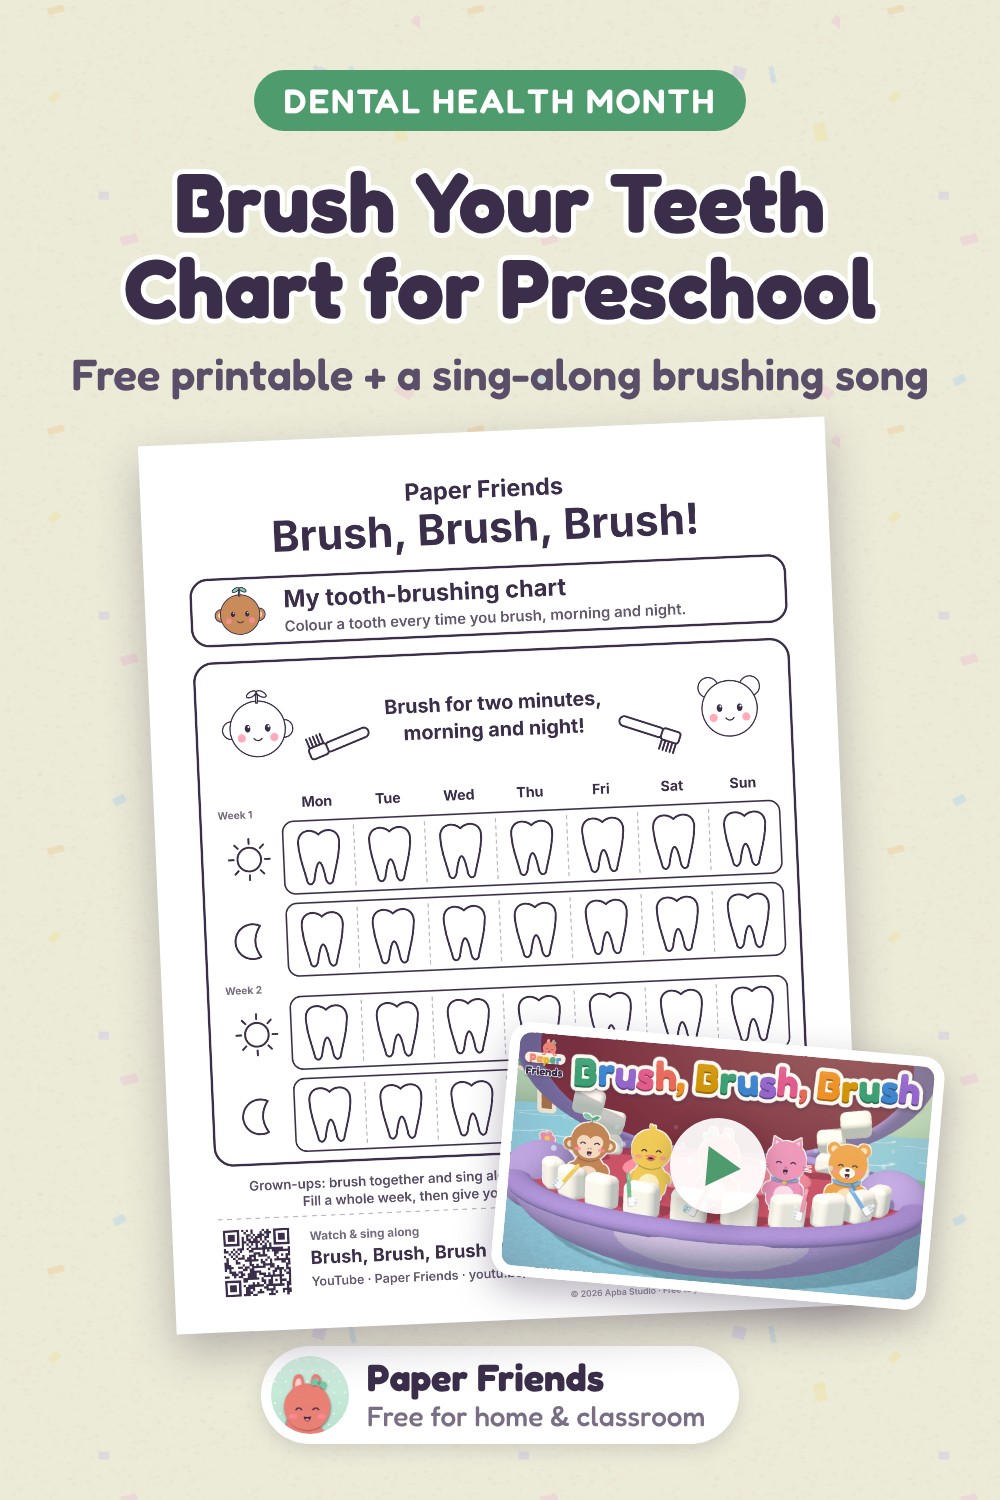 DENTAL HEALTH MONTH
Brush Your Teeth
Chart for Preschool
Free printable + a sing-along brushing song
Paper Friends
Brush, Brush, Brush!
My tooth-brushing chart
Colour a tooth every time you brush, morning and night.
Brush for two minutes,
morning and night!
Mon Tue Wed Thu Fri Sat Sun
Week 1
Week 2
Grown-ups: brush together and sing
Fill a whole week, then give
Watch & sing along
Brush, Brush, Brush
YouTube · Paper Friends ·
© 2026 Apba Studio ·
Paper
Friends
Brush, Brush, Brush
Paper Friends
Free for home & classroom